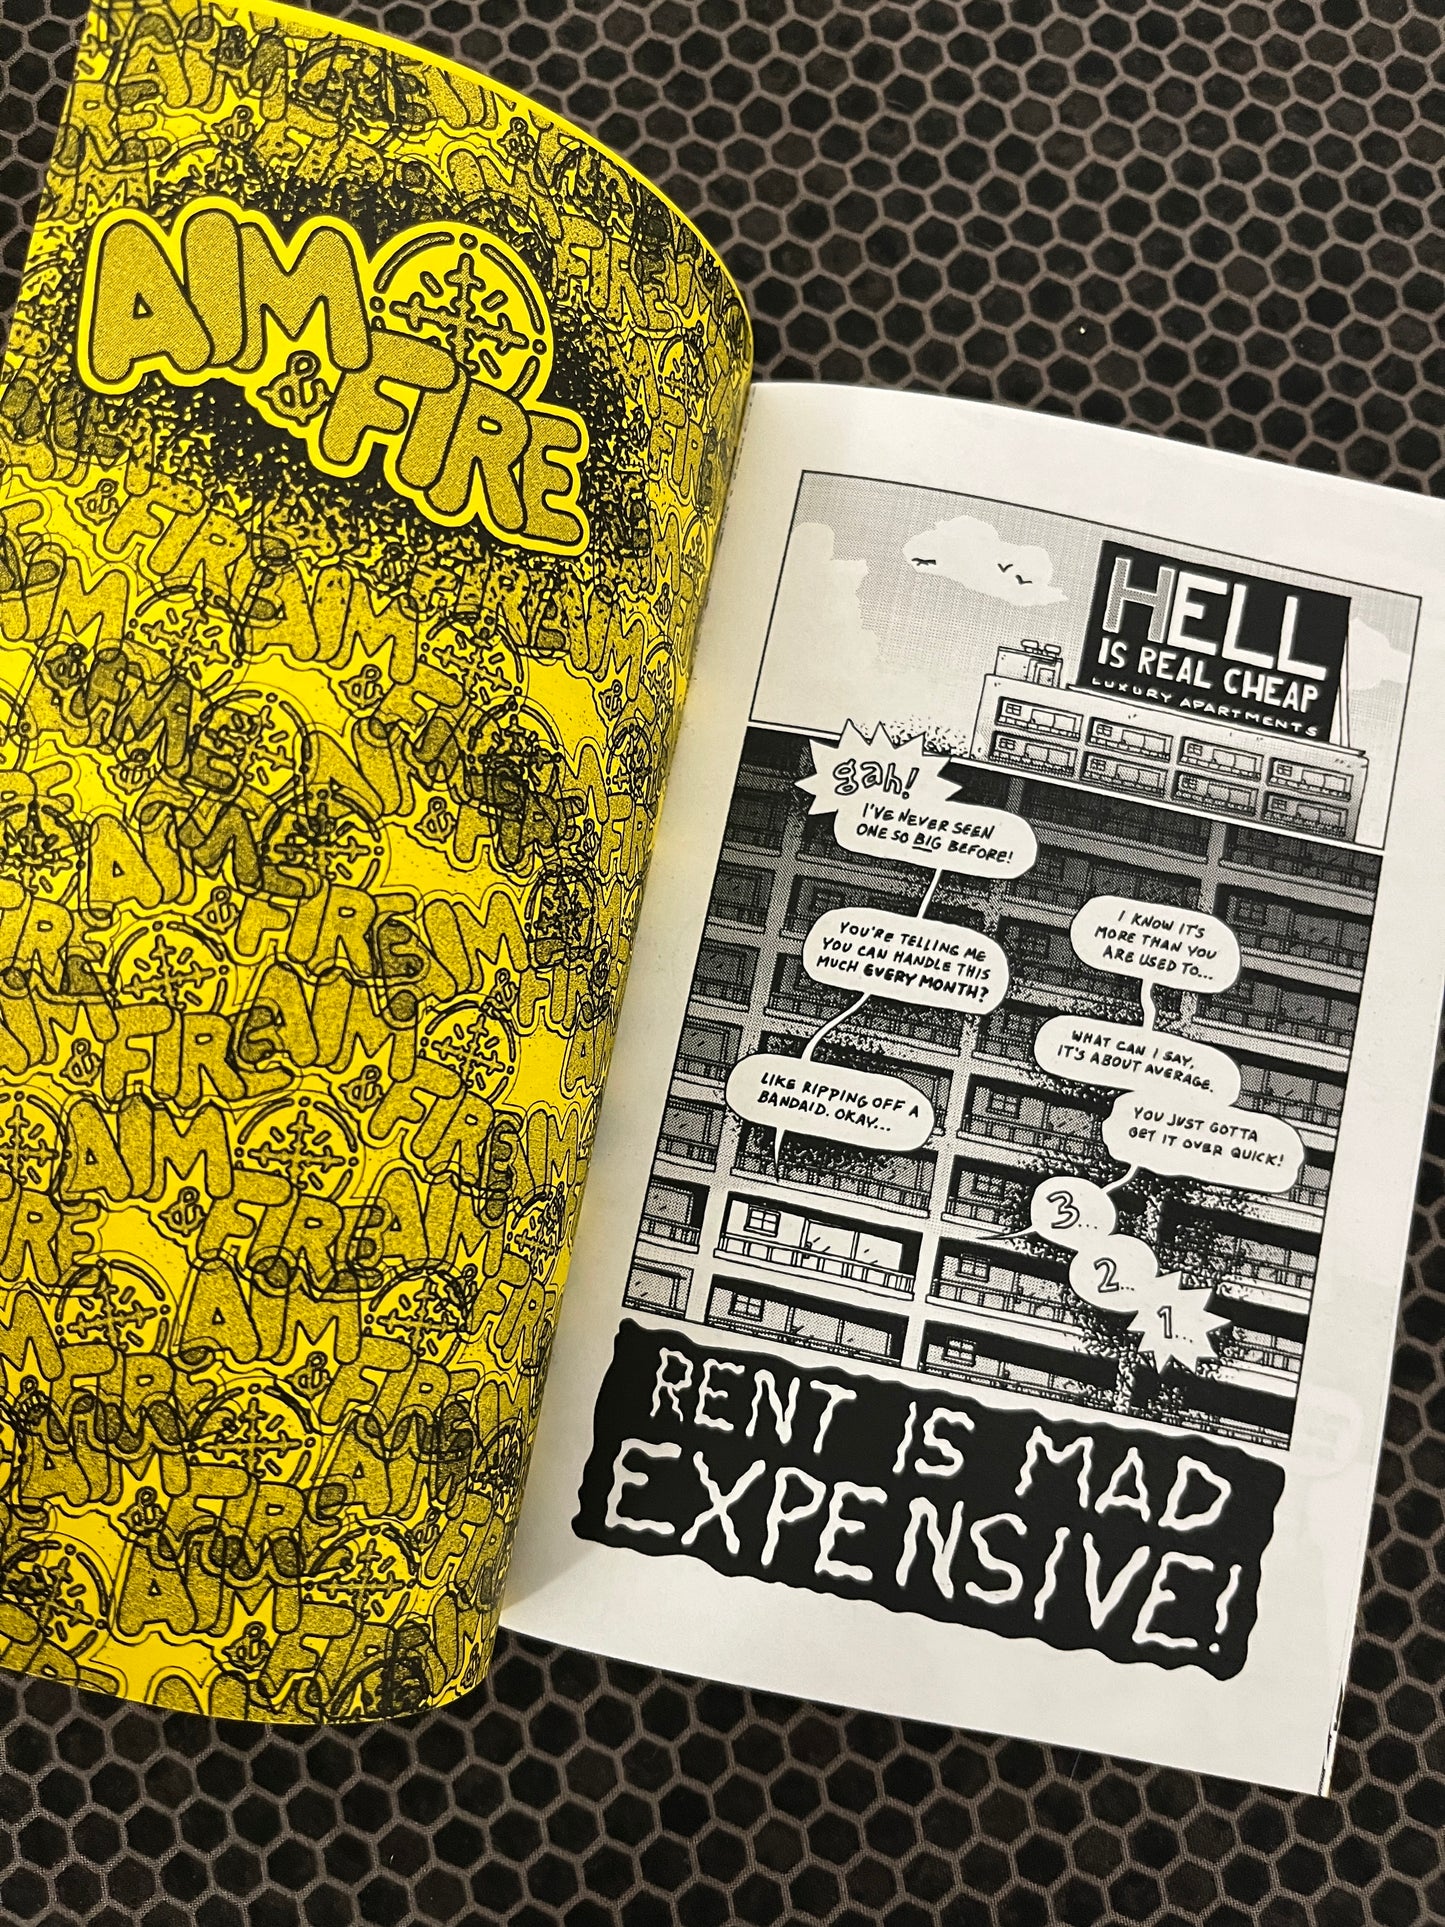 AIM
& FIRE
HELL
IS REAL CHEAP
LUXURY APARTMENTS
gah!
I'VE NEVER SEEN
ONE SO BIG BEFORE!
YOU'RE TELLING ME
YOU CAN HANDLE THIS
MUCH EVERY MONTH?
I KNOW IT'S
MORE THAN YOU
ARE USED TO...
WHAT CAN I SAY,
IT'S ABOUT AVERAGE.
LIKE RIPPING OFF A
BANDAID. OKAY...
YOU JUST GOTTA
GET IT OVER QUICK!
3...
2...
1...
RENT IS MAD
EXPENSIVE!